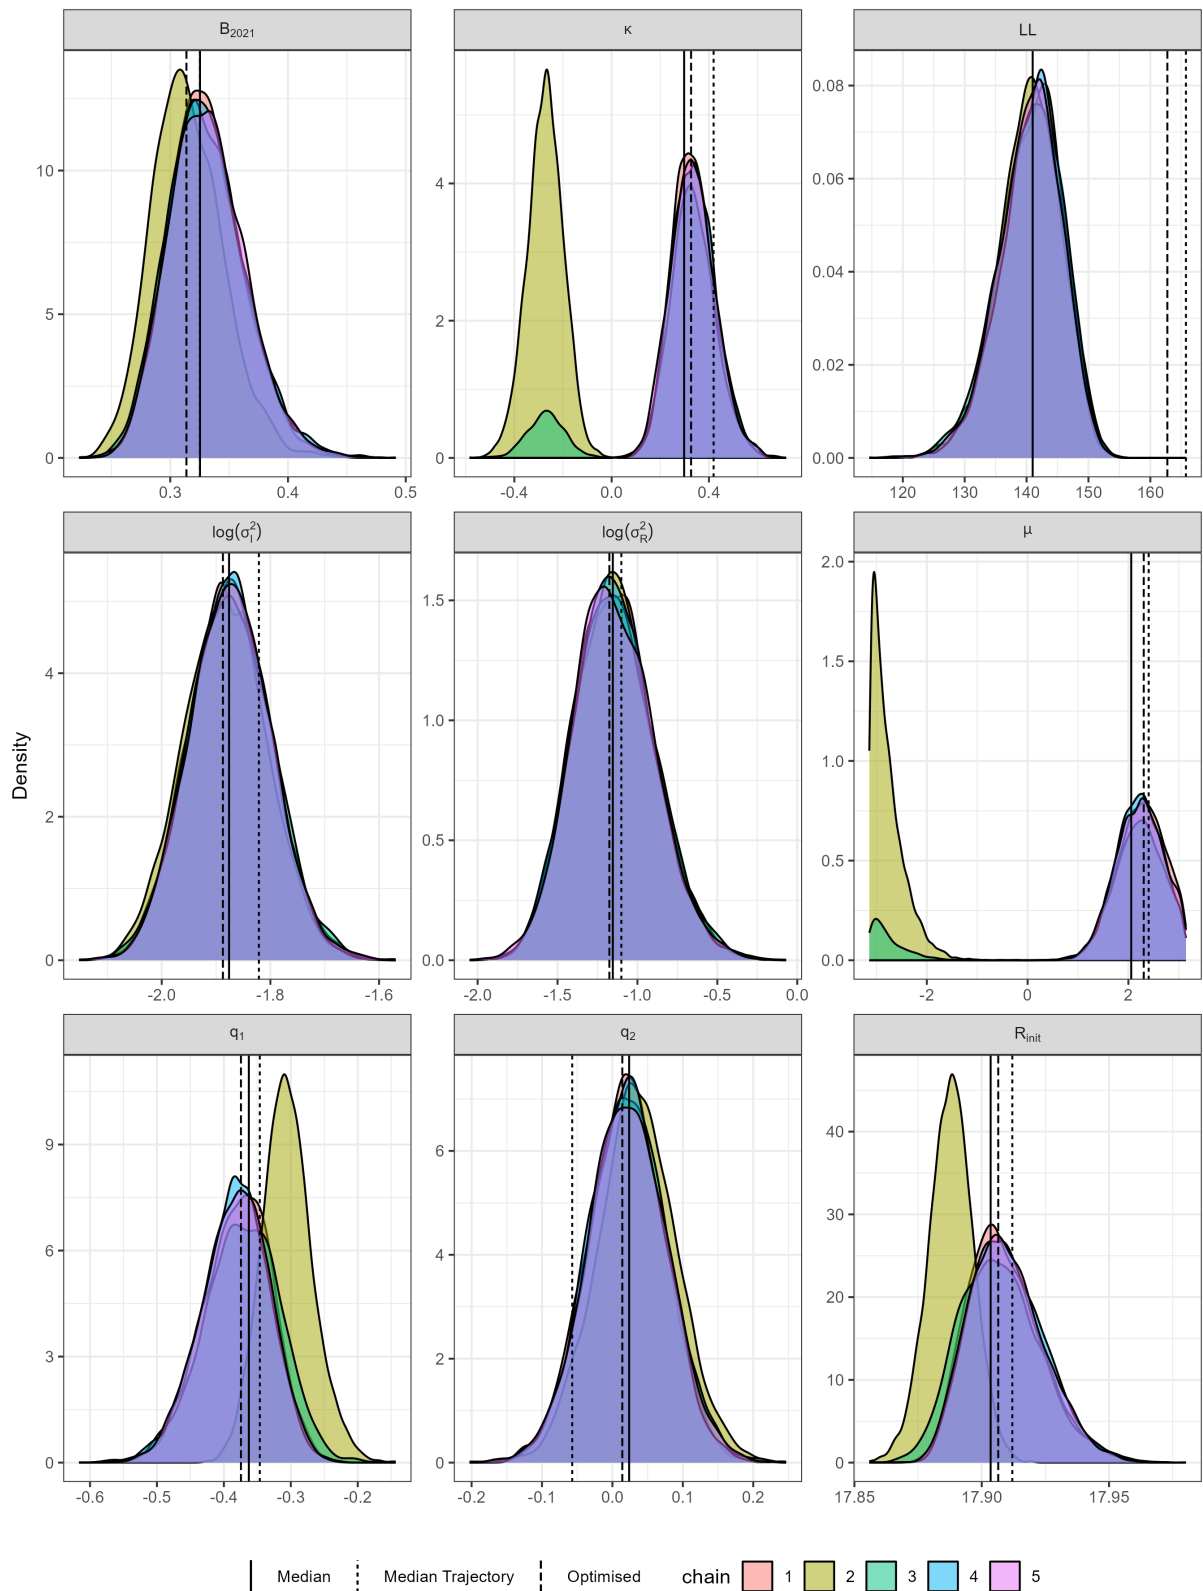 B2021 κ LL
10
5
0
0.3 0.4 0.5
4
2
0
-0.4 0.0 0.4
0.08
0.06
0.04
0.02
0.00
120 130 140 150 160
log(σ²I) log(σ²R) μ
4
2
0
-2.0 -1.8 -1.6
1.5
1.0
0.5
0.0
-2.0 -1.5 -1.0 -0.5 0.0
2.0
1.5
1.0
0.5
0.0
-2 0 2
Density
q1 q2 Rinit
9
6
3
0
-0.6 -0.5 -0.4 -0.3 -0.2
6
4
2
0
-0.2 -0.1 0.0 0.1 0.2
40
30
20
10
0
17.85 17.90 17.95
Median Median Trajectory Optimised chain 1 2 3 4 5